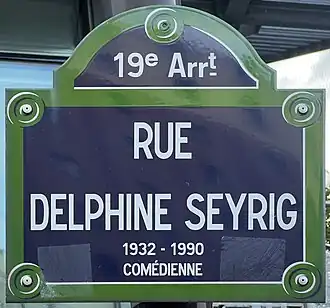 19e Arrt
RUE
DELPHINE SEYRIG
1932 - 1990
COMÉDIENNE